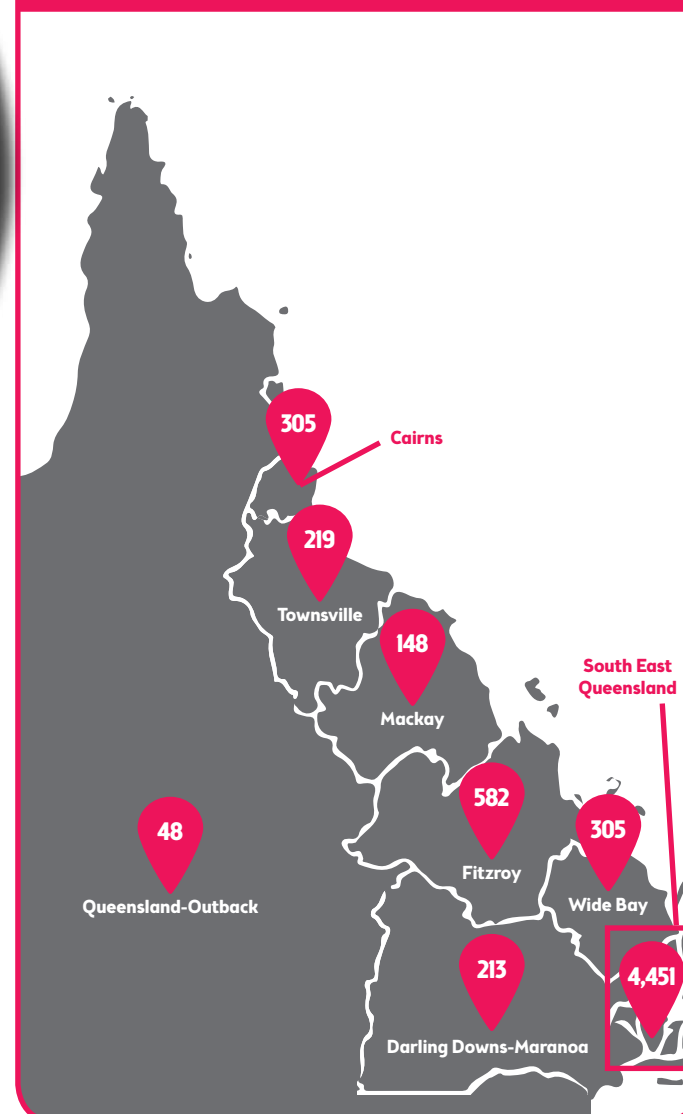 305
Cairns
219
Townsville
148
Mackay
South East
Queensland
582
Fitzroy
305
Wide Bay
48
Queensland-Outback
213
Darling Downs-Maranoa
4,451